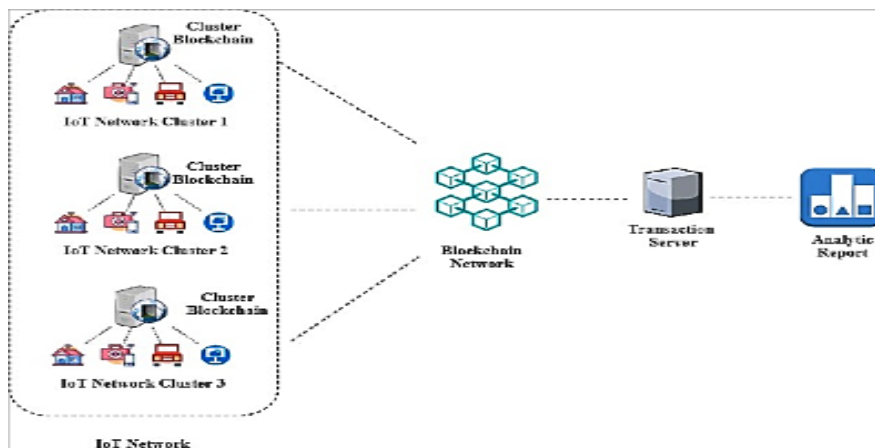 Cluster
Blockchain
IoT Network Cluster 1
Cluster
Blockchain
IoT Network Cluster 2
Cluster
Blockchain
IoT Network Cluster 3
IoT Network
Blockchain
Network
Transaction
Server
Analytic
Report